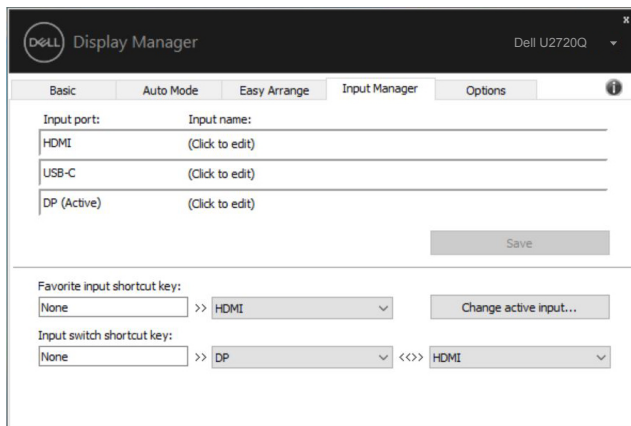 x
DELL Display Manager Dell U2720Q
Basic Auto Mode Easy Arrange Input Manager Options i
Input port: Input name:
HDMI (Click to edit)
USB-C (Click to edit)
DP (Active) (Click to edit)
Save
Favorite input shortcut key:
None >> HDMI Change active input...
Input switch shortcut key:
None >> DP <<>> HDMI